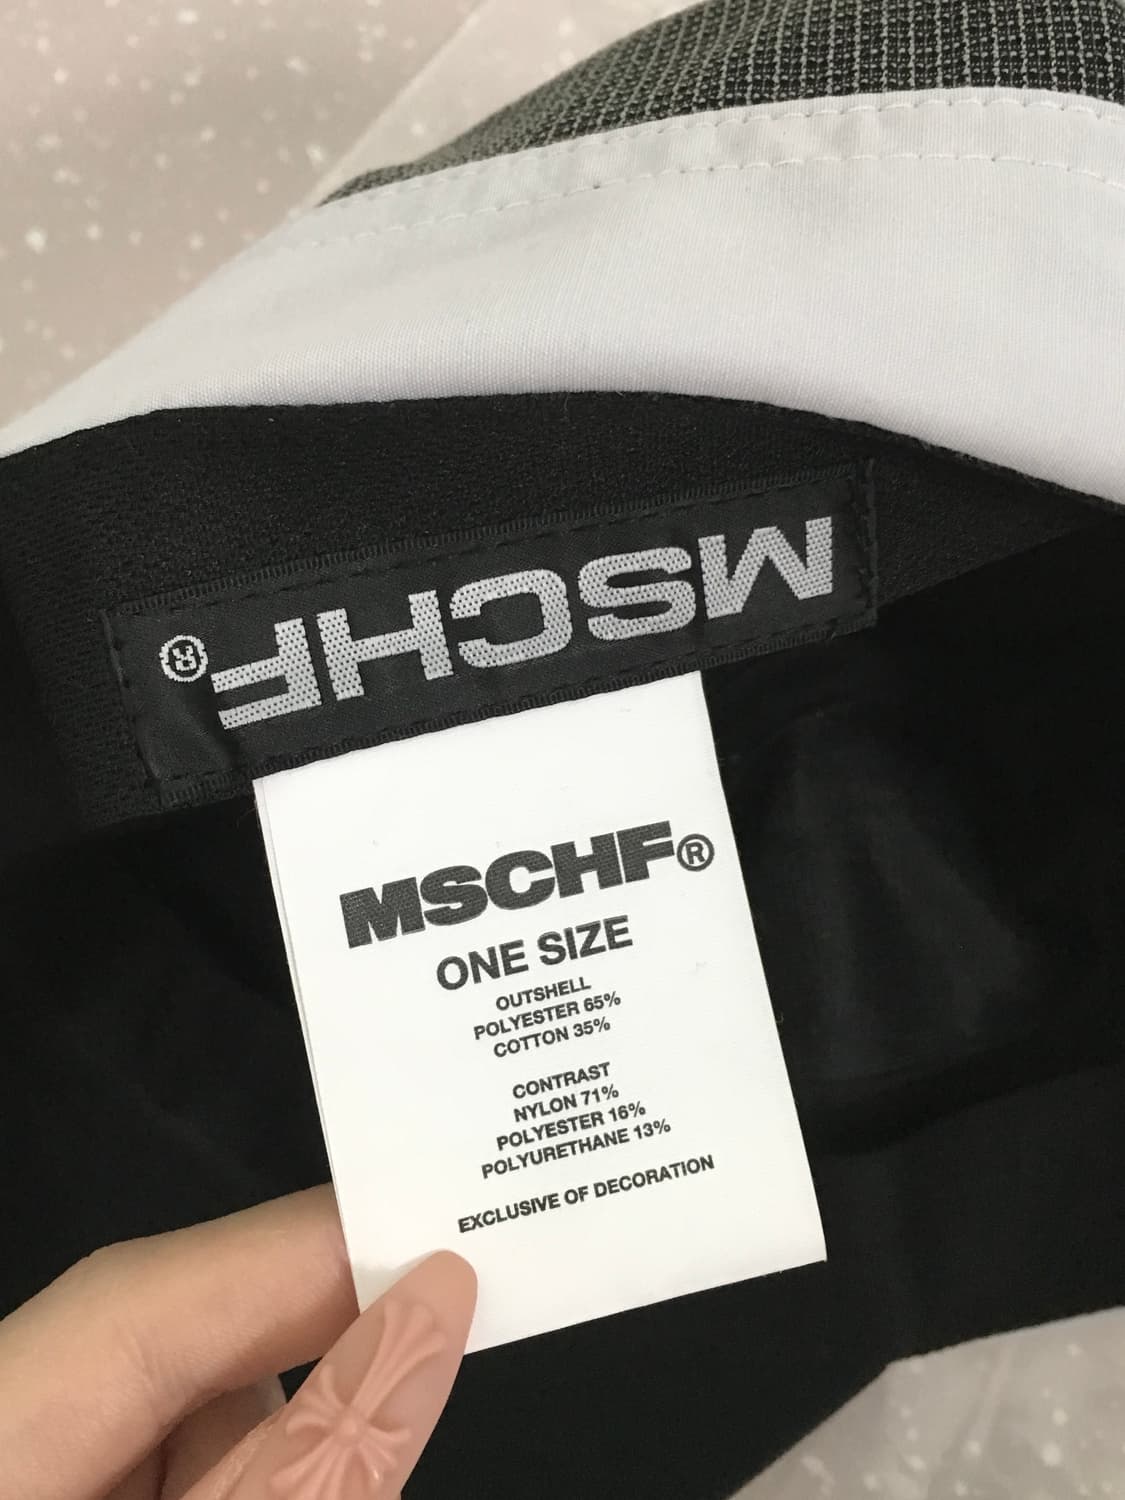 MSCHF®
MSCHF®
ONE SIZE
OUTSHELL
POLYESTER 65%
COTTON 35%
CONTRAST
NYLON 71%
POLYESTER 16%
POLYURETHANE 13%
EXCLUSIVE OF DECORATION